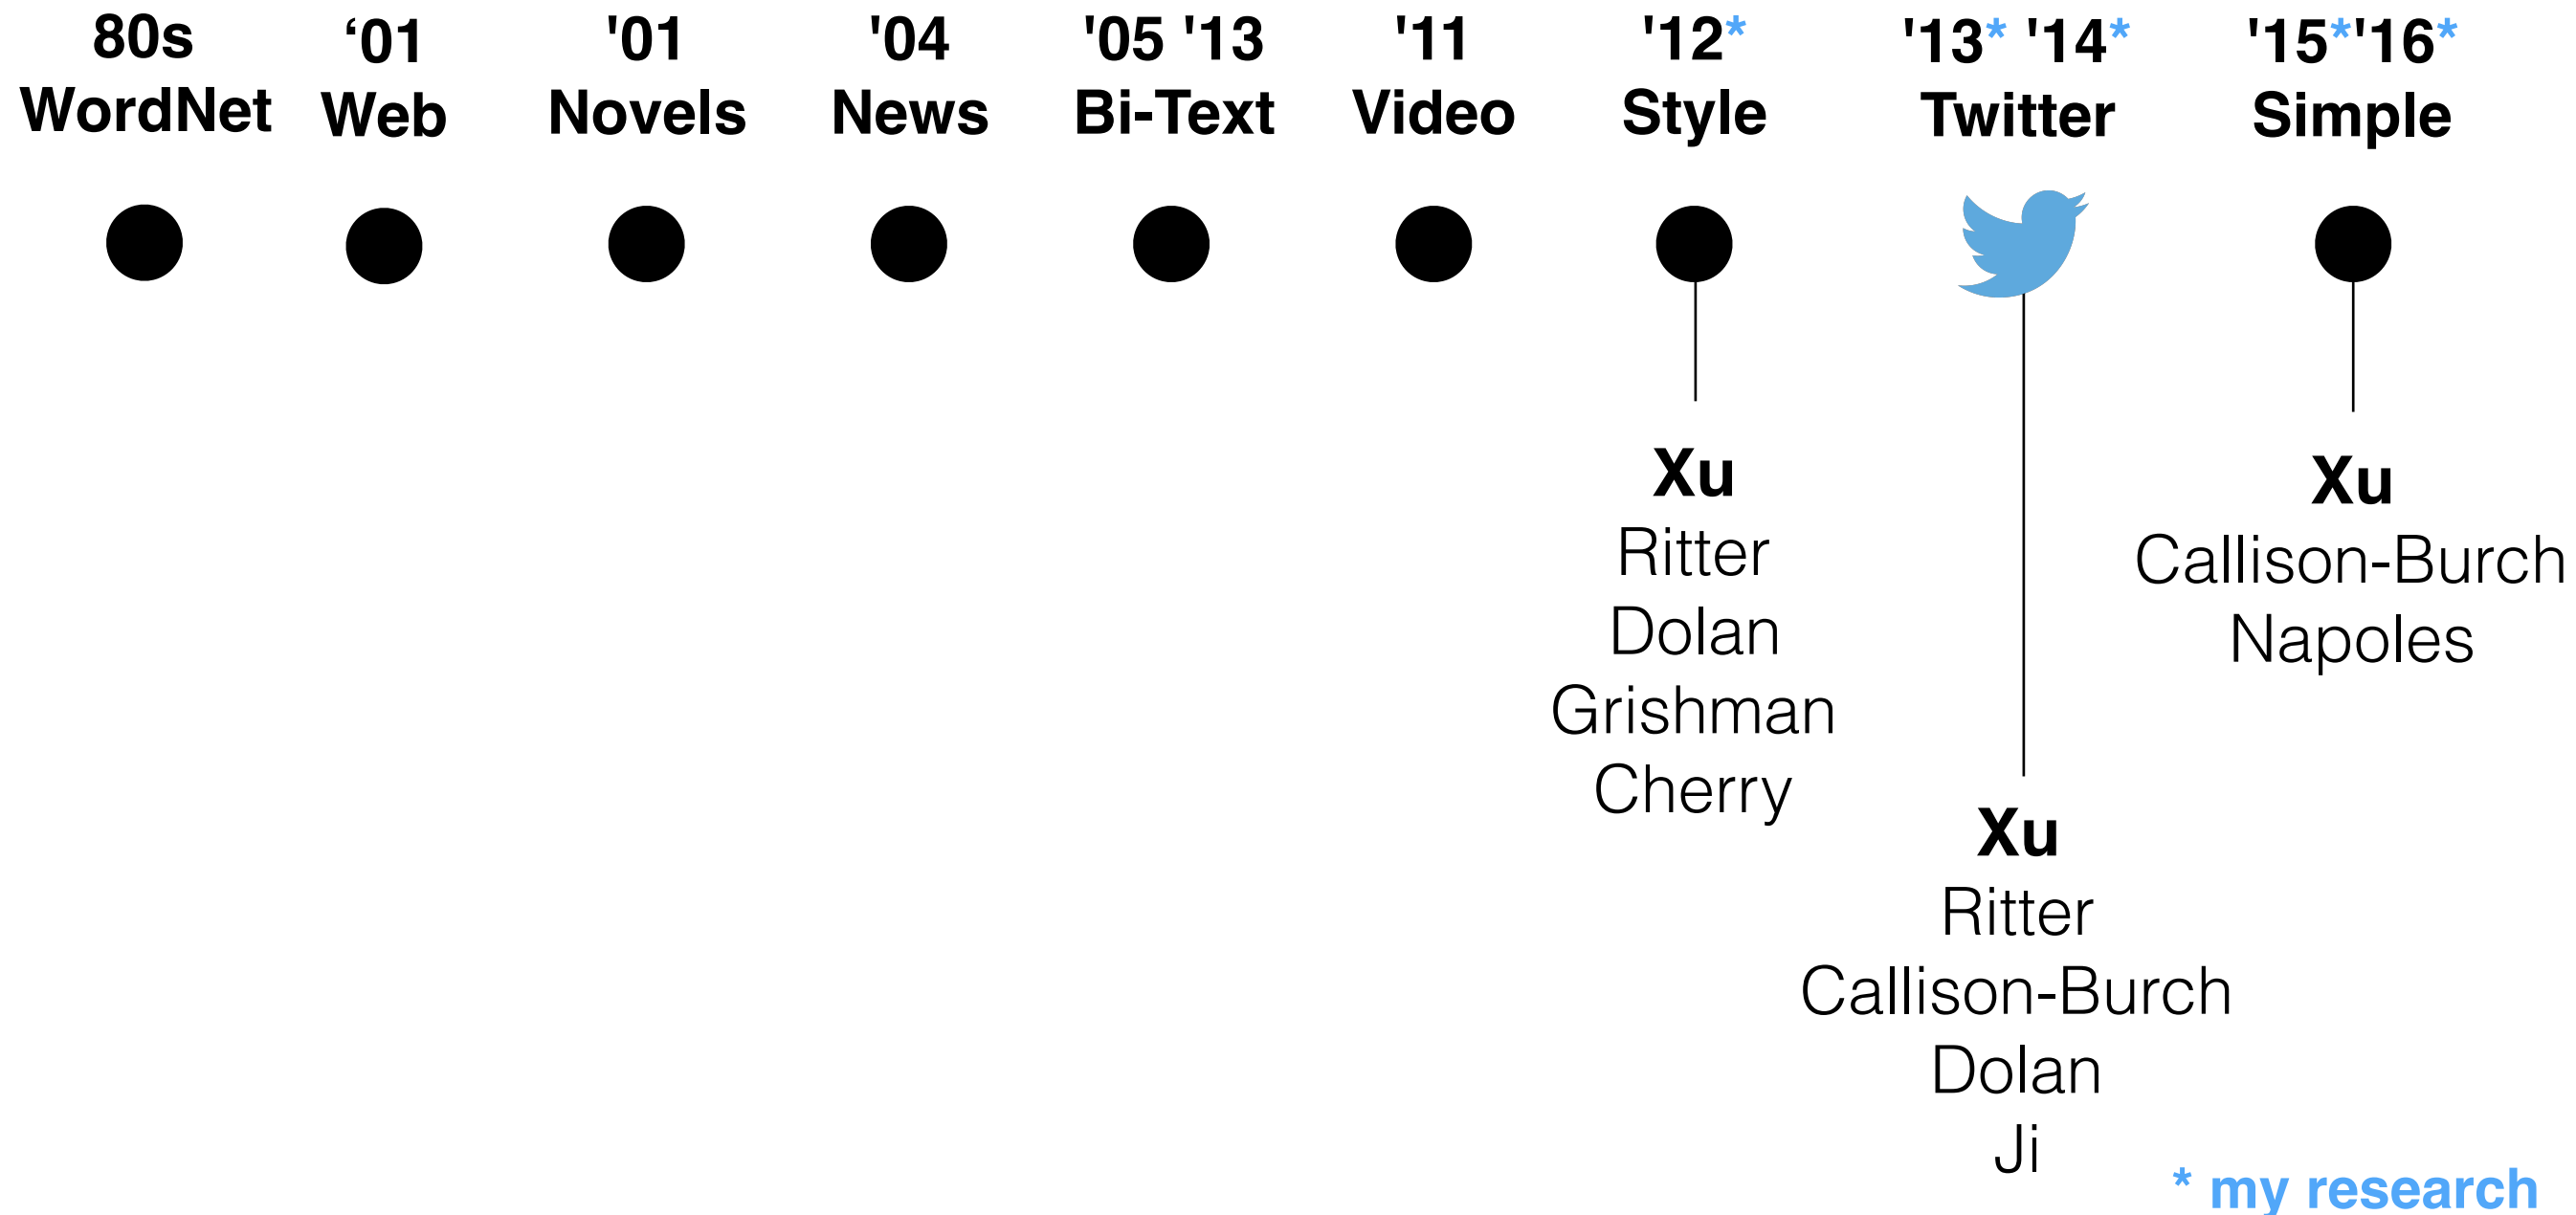 80s
WordNet
‘01
Web
'01
Novels
'04
News
'05 '13
Bi-Text
'11
Video
'12*
Style
'13* '14*
Twitter
'15*'16*
Simple
Xu
Ritter
Dolan
Grishman
Cherry
Xu
Ritter
Callison-Burch
Dolan
Ji
Xu
Callison-Burch
Napoles
* my research